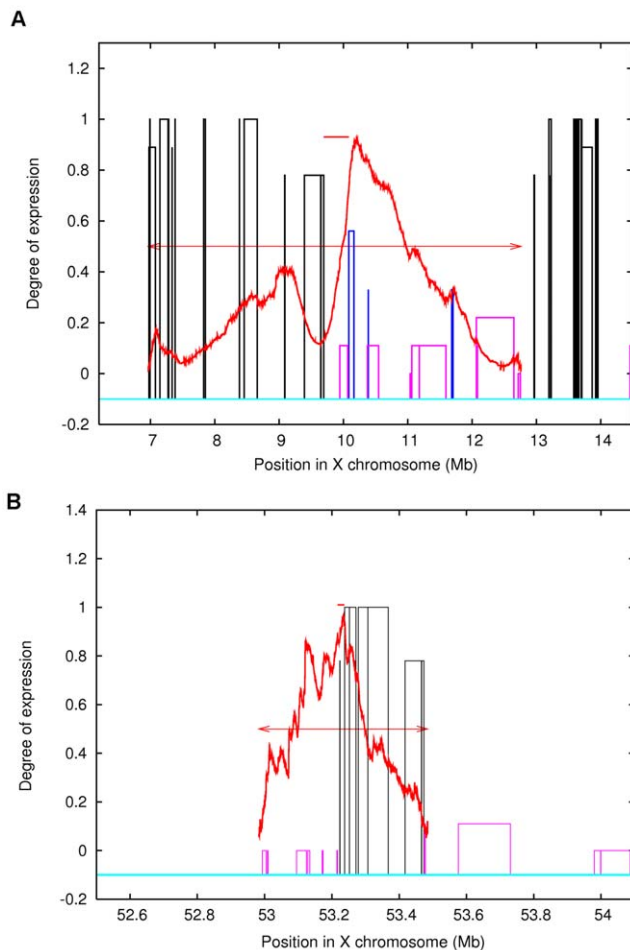 A
1.2
1
0.8
0.6
0.4
0.2
0
-0.2
Degree of expression
7 8 9 10 11 12 13 14
Position in X chromosome (Mb)
B
1.4
1.2
1
0.8
0.6
0.4
0.2
0
-0.2
Degree of expression
52.6 52.8 53 53.2 53.4 53.6 53.8 54
Position in X chromosome (Mb)